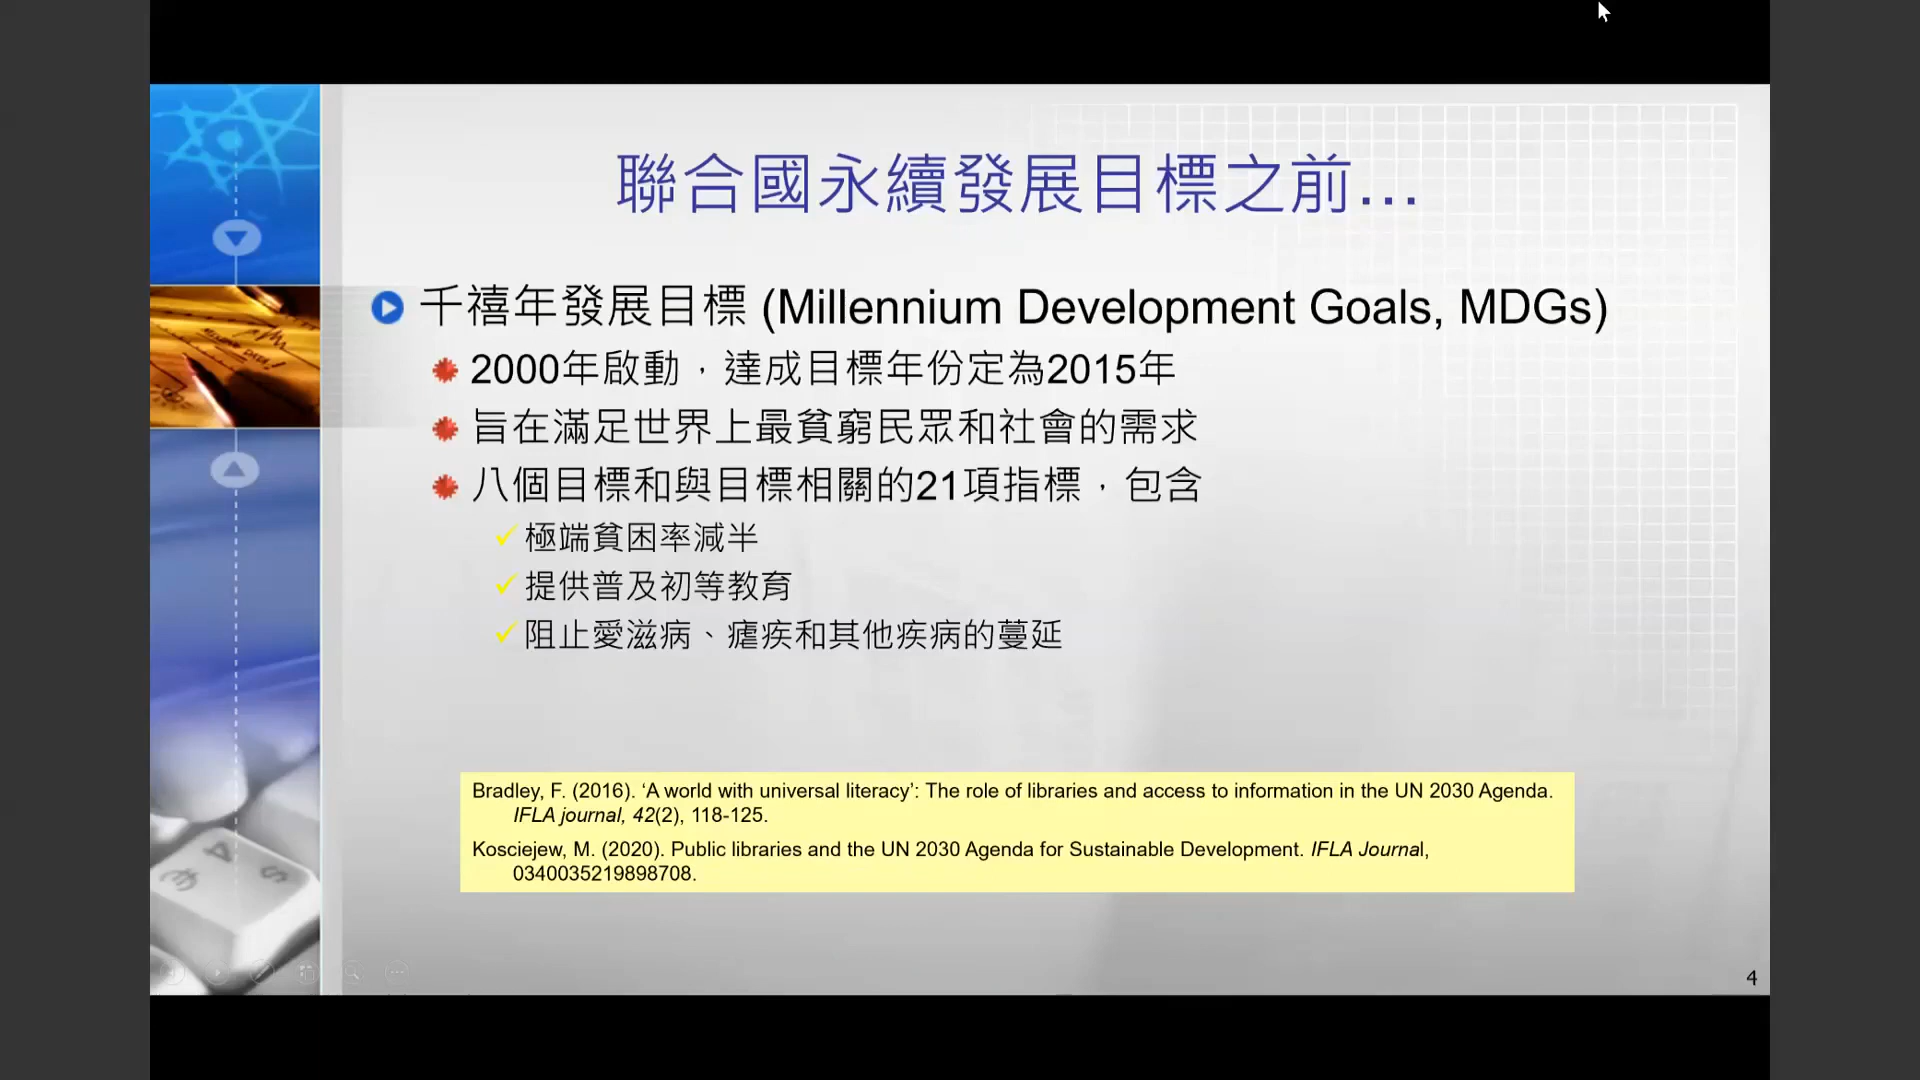 聯合國永續發展目標之前...
千禧年發展目標 (Millennium Development Goals, MDGs)
2000年啟動，達成目標年份定為2015年
旨在滿足世界上最貧窮民眾和社會的需求
八個目標和與目標相關的21項指標，包含
極端貧困率減半
提供普及初等教育
阻止愛滋病、瘧疾和其他疾病的蔓延
Bradley, F. (2016). ‘A world with universal literacy’: The role of libraries and access to information in the UN 2030 Agenda.
IFLA journal, 42(2), 118-125.
Kosciejew, M. (2020). Public libraries and the UN 2030 Agenda for Sustainable Development. IFLA Journal,
0340035219898708.
4